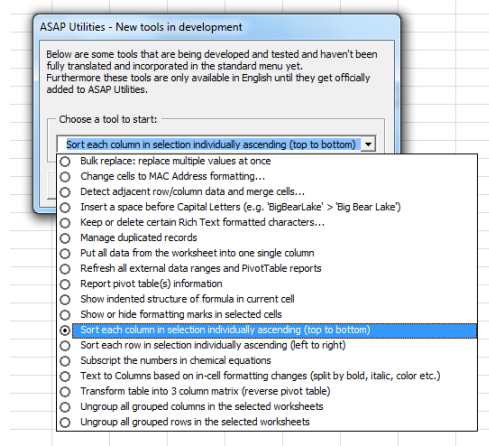 ASAP Utilities - New tools in development
Below are some tools that are being developed and tested and haven't been
fully translated and incorporated in the standard menu yet.
Furthermore these tools are only available in English until they get officially
added to ASAP Utilities.
Choose a tool to start:
Sort each column in selection individually ascending (top to bottom)
Bulk replace: replace multiple values at once
Change cells to MAC Address formatting...
Detect adjacent row/column data and merge cells...
Insert a space before Capital Letters (e.g. 'BigBearLake' > 'Big Bear Lake')
Keep or delete certain Rich Text formatted characters...
Manage duplicated records
Put all data from the worksheet into one single column
Refresh all external data ranges and PivotTable reports
Report pivot table(s) information
Show indented structure of formula in current cell
Show or hide formatting marks in selected cells
Sort each column in selection individually ascending (top to bottom)
Sort each row in selection individually ascending (left to right)
Subscript the numbers in chemical equations
Text to Columns based on in-cell formatting changes (split by bold, italic, color etc.)
Transform table into 3 column matrix (reverse pivot table)
Ungroup all grouped columns in the selected worksheets
Ungroup all grouped rows in the selected worksheets